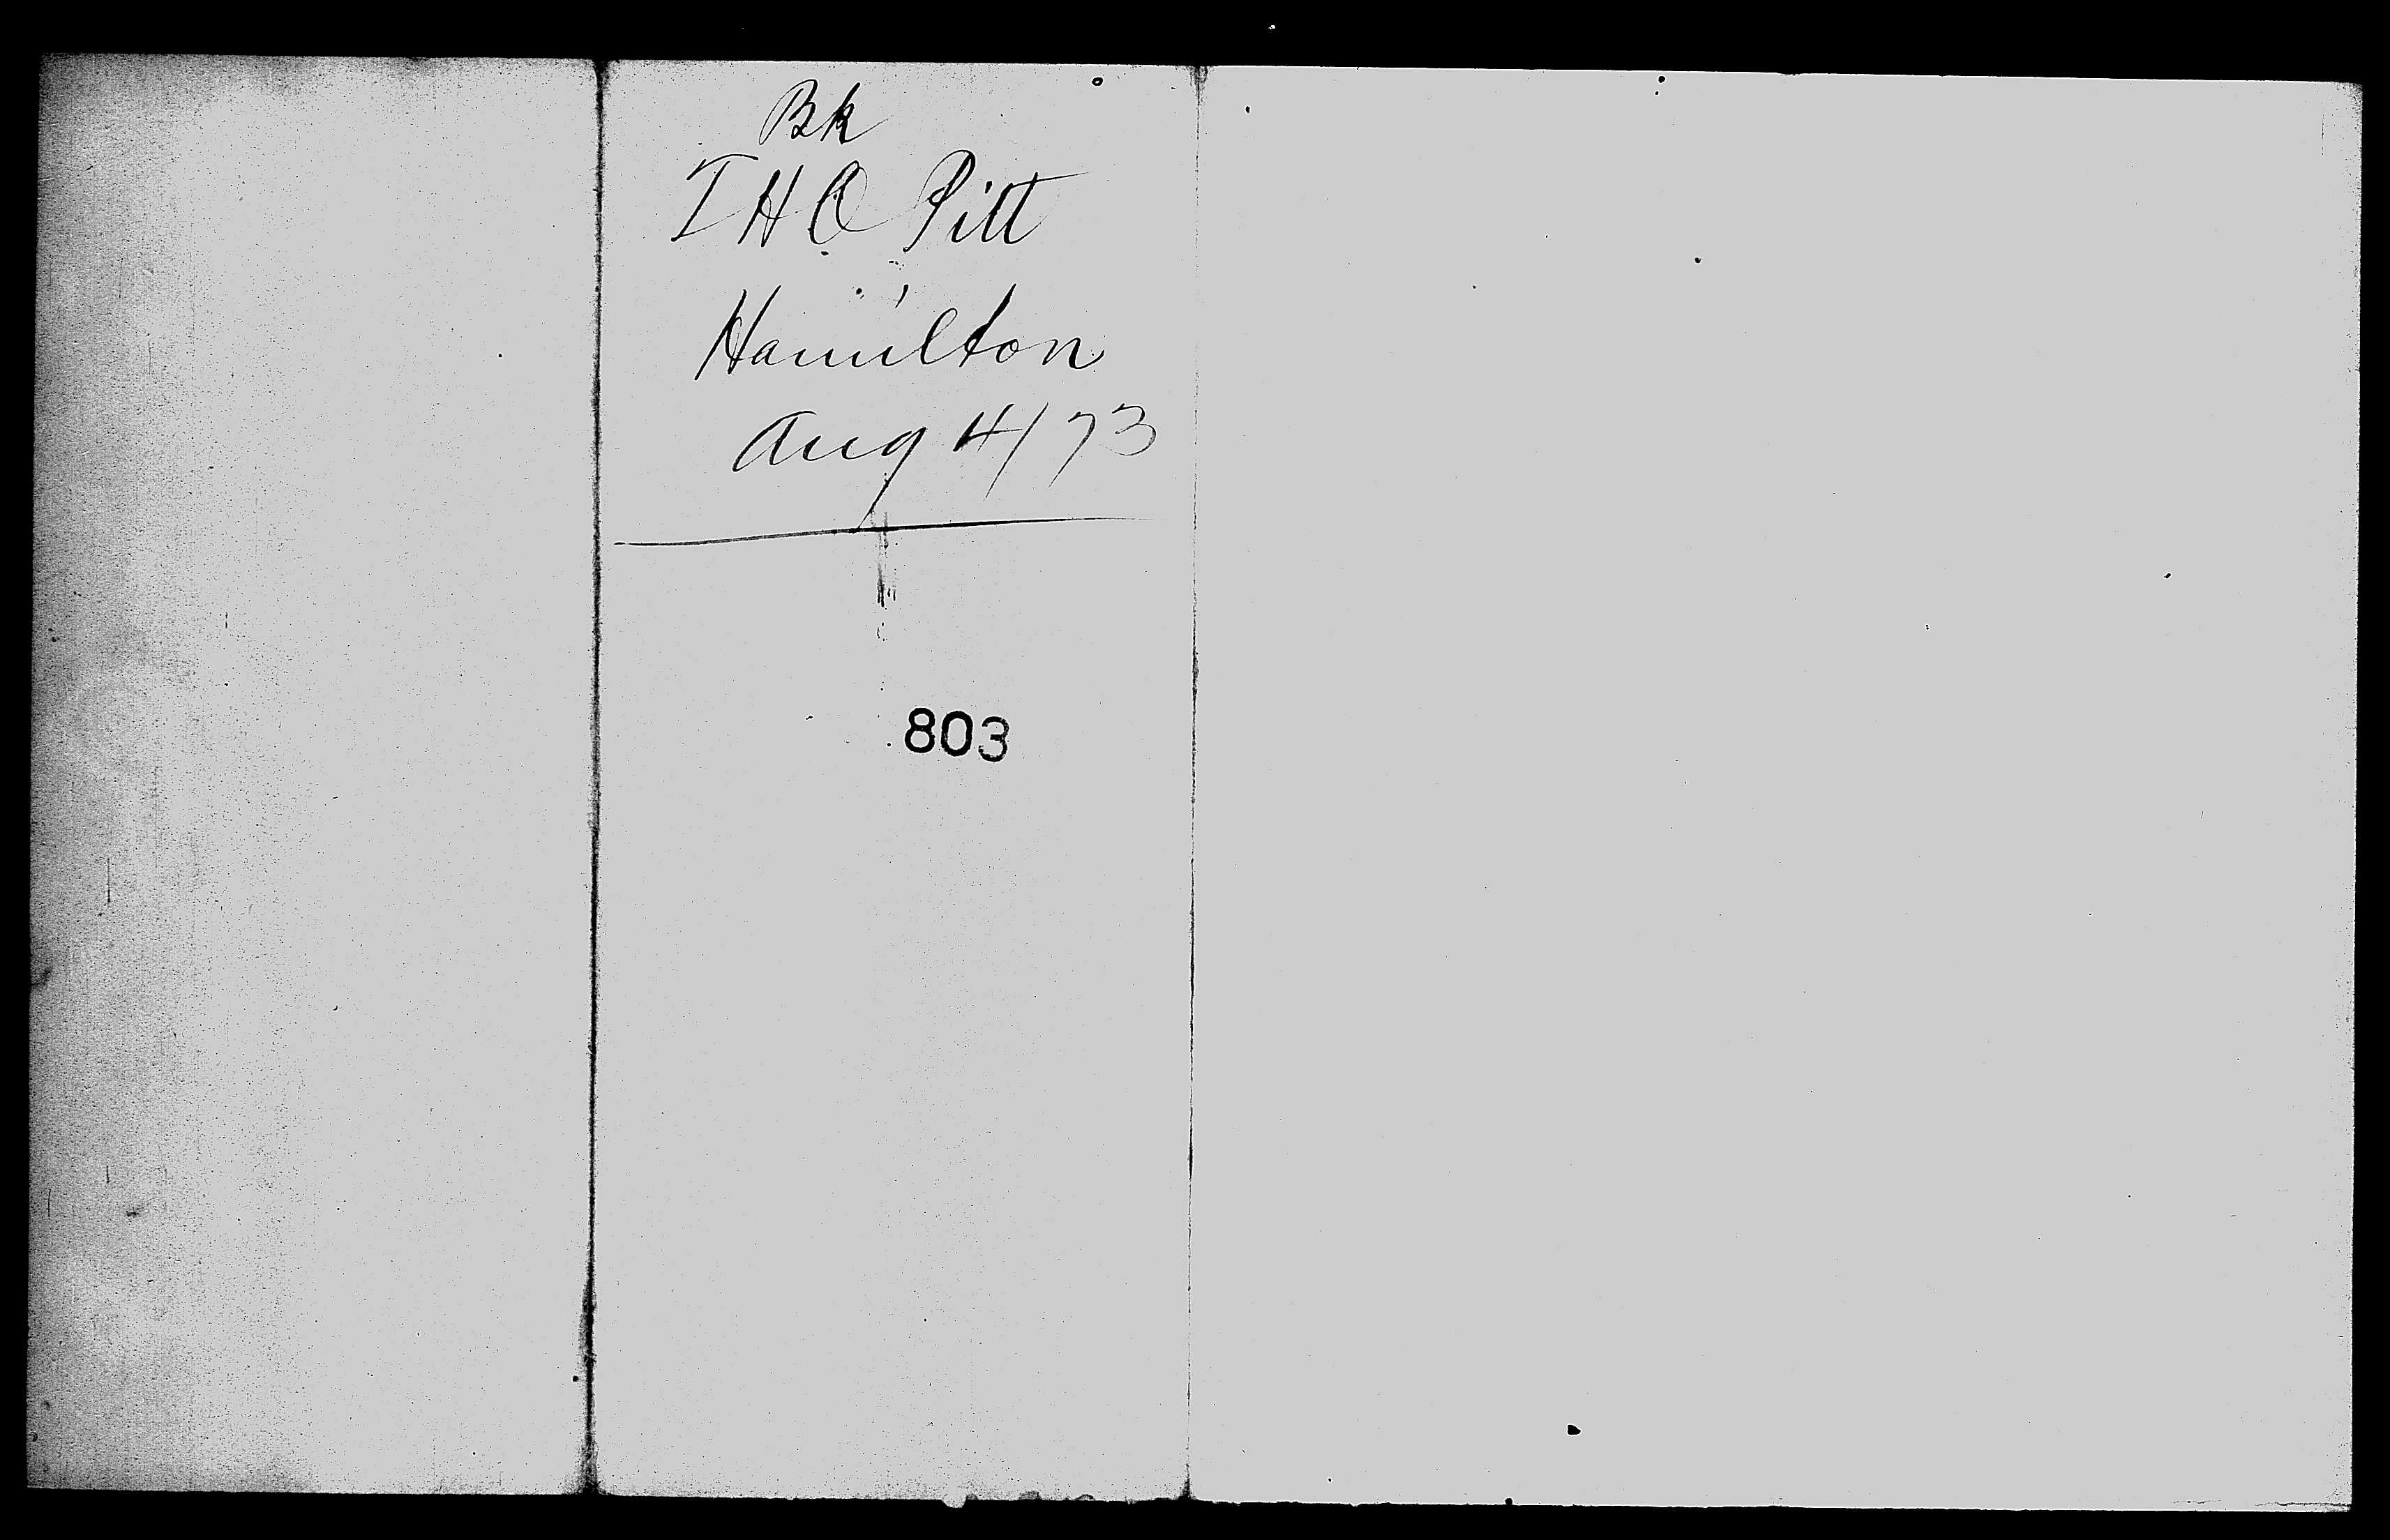 Bk
T H O Pitt
Hamilton
Aug 4/73
803